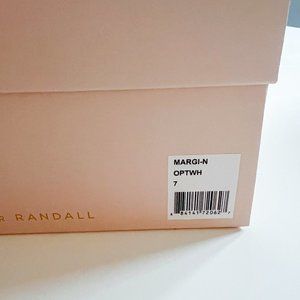 MARGI-N
OPTWH
7
RANDALL